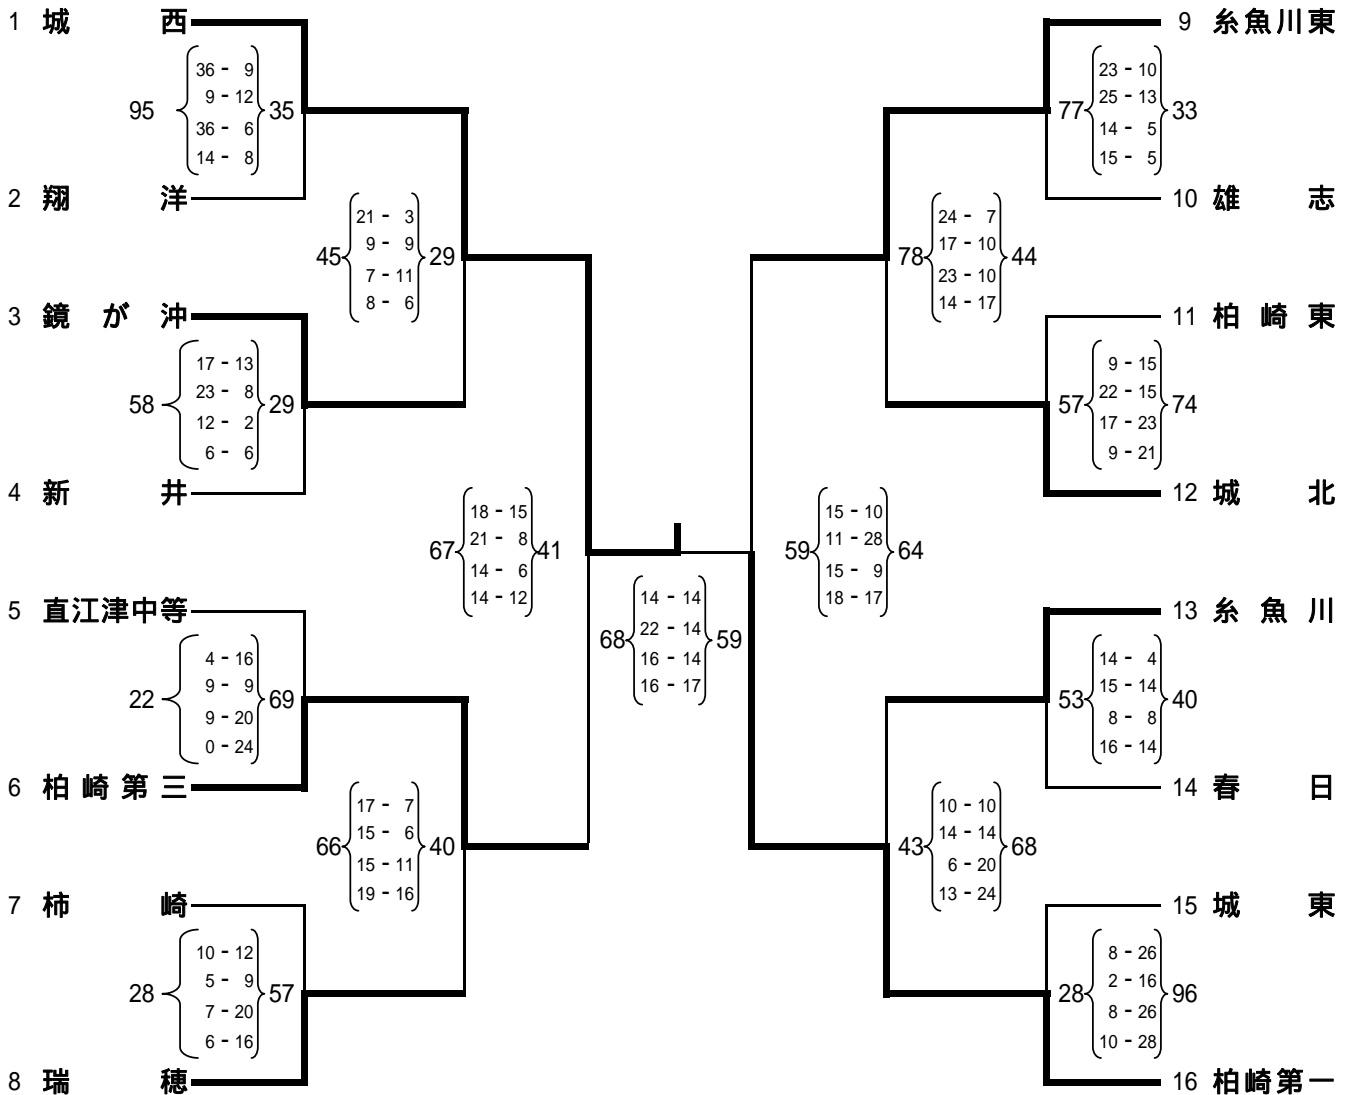 1 城 西
36 - 9
9 - 12
95 35
36 - 6
14 - 8
2 翔 洋
21 - 3
9 - 9
45 29
7 - 11
8 - 6
3 鏡 が 沖
17 - 13
23 - 8
58 29
12 - 2
6 - 6
4 新 井
18 - 15
21 - 8
67 41
14 - 6
14 - 12
5 直江津中等
4 - 16
9 - 9
22 69
9 - 20
0 - 24
6 柏崎第三
17 - 7
15 - 6
66 40
15 - 11
19 - 16
7 柿 崎
10 - 12
5 - 9
28 57
7 - 20
6 - 16
8 瑞 穂
14 - 14
22 - 14
68 59
16 - 14
16 - 17
9 糸魚川東
23 - 10
25 - 13
77 33
14 - 5
15 - 5
10 雄 志
24 - 7
17 - 10
78 44
23 - 10
14 - 17
11 柏 崎 東
9 - 15
22 - 15
57 74
17 - 23
9 - 21
12 城 北
15 - 10
11 - 28
59 64
15 - 9
18 - 17
13 糸 魚 川
14 - 4
15 - 14
53 40
8 - 8
16 - 14
14 春 日
10 - 10
14 - 14
43 68
6 - 20
13 - 24
15 城 東
8 - 26
2 - 16
28 96
8 - 26
10 - 28
16 柏崎第一